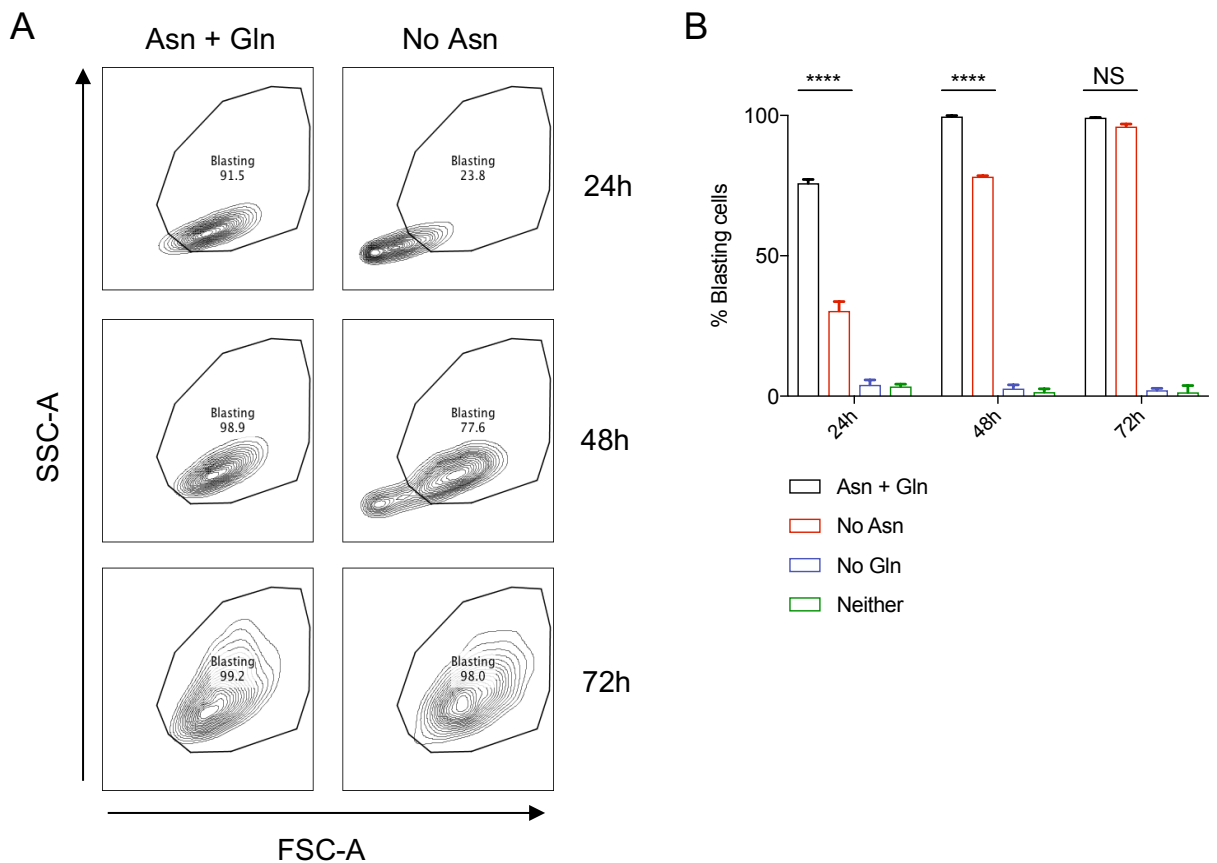 A
Asn + Gln
No Asn
Blasting
91.5
Blasting
23.8
24h
Blasting
98.9
Blasting
77.6
48h
Blasting
99.2
Blasting
98.0
72h
SSC-A
FSC-A
B
****
****
NS
100
50
0
% Blasting cells
24h
48h
72h
Asn + Gln
No Asn
No Gln
Neither